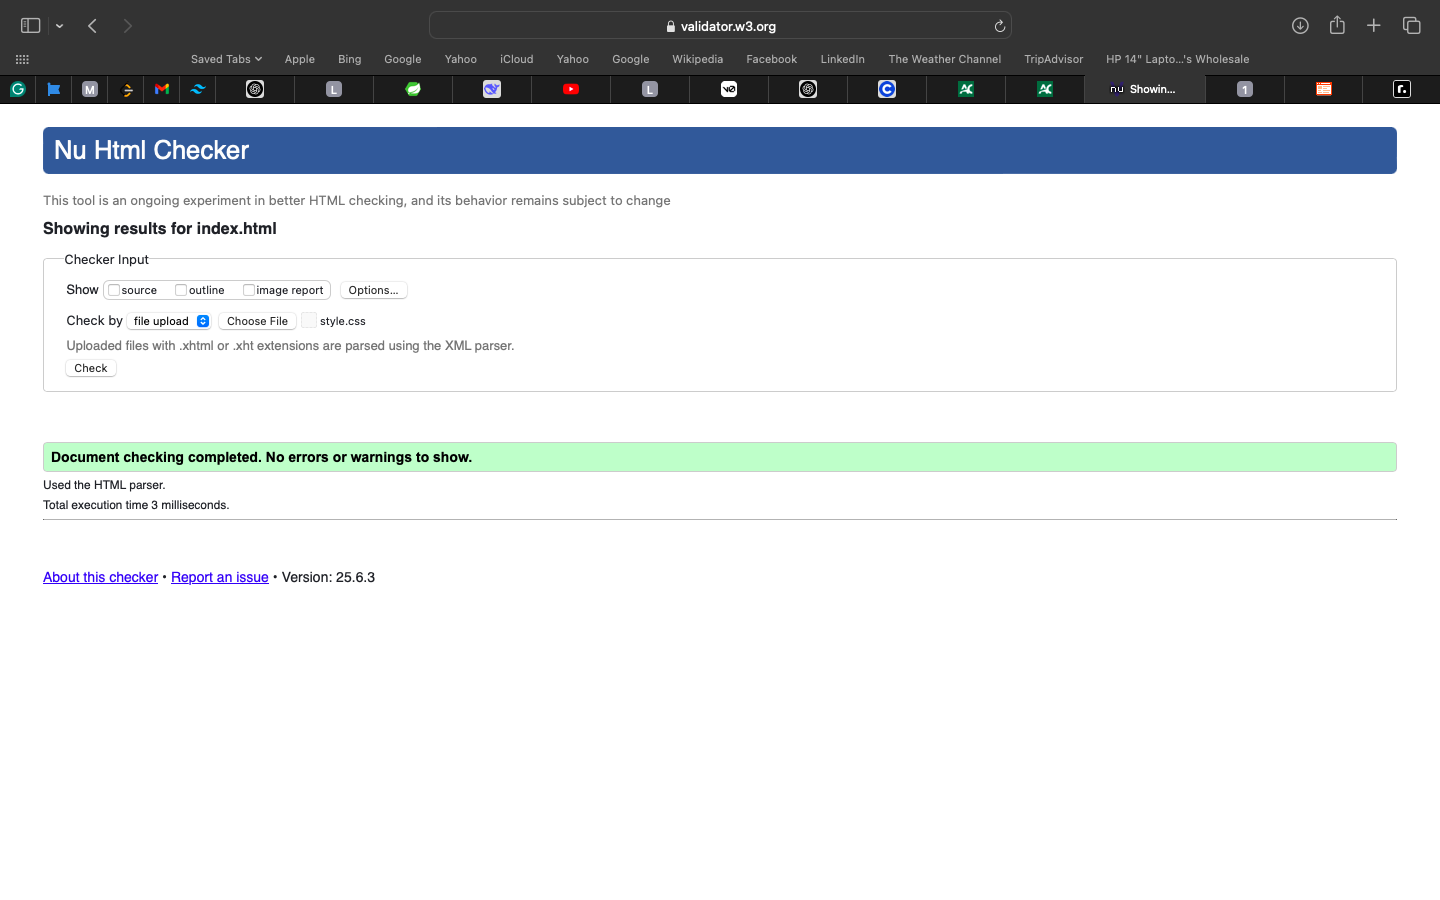 validator.w3.org
Saved Tabs Apple Bing Google Yahoo iCloud Yahoo Google Wikipedia Facebook LinkedIn The Weather Channel TripAdvisor HP 14" Lapto...'s Wholesale
G M L L v0 C AC AC nu Showin... 1 r.
Nu Html Checker
This tool is an ongoing experiment in better HTML checking, and its behavior remains subject to change
Showing results for index.html
Checker Input
Show source outline image report Options...
Check by file upload Choose File style.css
Uploaded files with .xhtml or .xht extensions are parsed using the XML parser.
Check
Document checking completed. No errors or warnings to show.
Used the HTML parser.
Total execution time 3 milliseconds.
About this checker • Report an issue • Version: 25.6.3